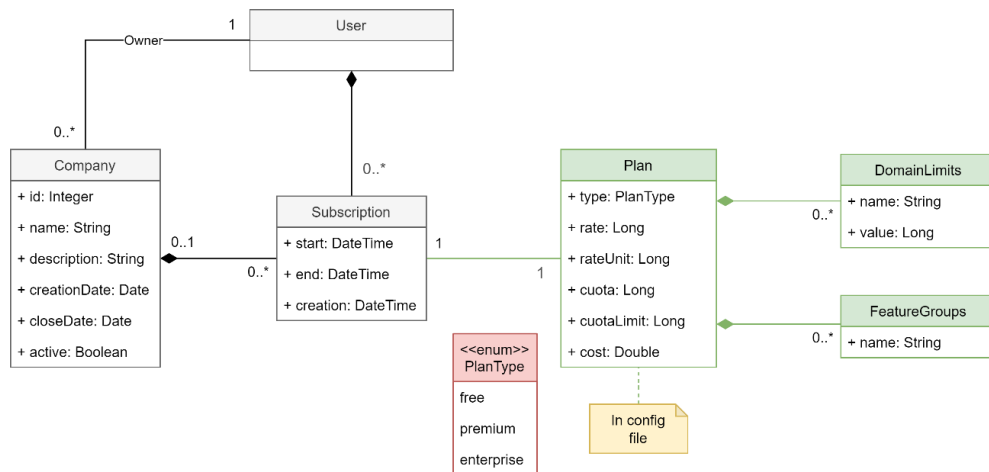 1
User
Owner
0..*
0..*
Company
+ id: Integer
+ name: String
+ description: String
+ creationDate: Date
+ closeDate: Date
+ active: Boolean
0..1
0..*
Subscription
+ start: DateTime
+ end: DateTime
+ creation: DateTime
1
1
Plan
+ type: PlanType
+ rate: Long
+ rateUnit: Long
+ cuota: Long
+ cuotaLimit: Long
+ cost: Double
0..*
DomainLimits
+ name: String
+ value: Long
0..*
FeatureGroups
+ name: String
<<enum>>
PlanType
free
premium
enterprise
In config
file